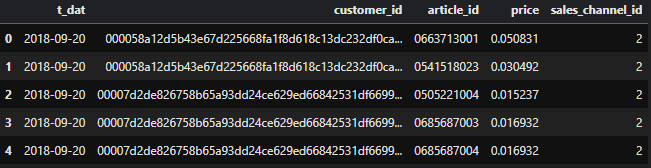 t_dat customer_id article_id price sales_channel_id
0 2018-09-20 000058a12d5b43e67d225668fa1f8d618c13dc232df0ca... 0663713001 0.050831 2
1 2018-09-20 000058a12d5b43e67d225668fa1f8d618c13dc232df0ca... 0541518023 0.030492 2
2 2018-09-20 00007d2de826758b65a93dd24ce629ed66842531df6699... 0505221004 0.015237 2
3 2018-09-20 00007d2de826758b65a93dd24ce629ed66842531df6699... 0685687003 0.016932 2
4 2018-09-20 00007d2de826758b65a93dd24ce629ed66842531df6699... 0685687004 0.016932 2